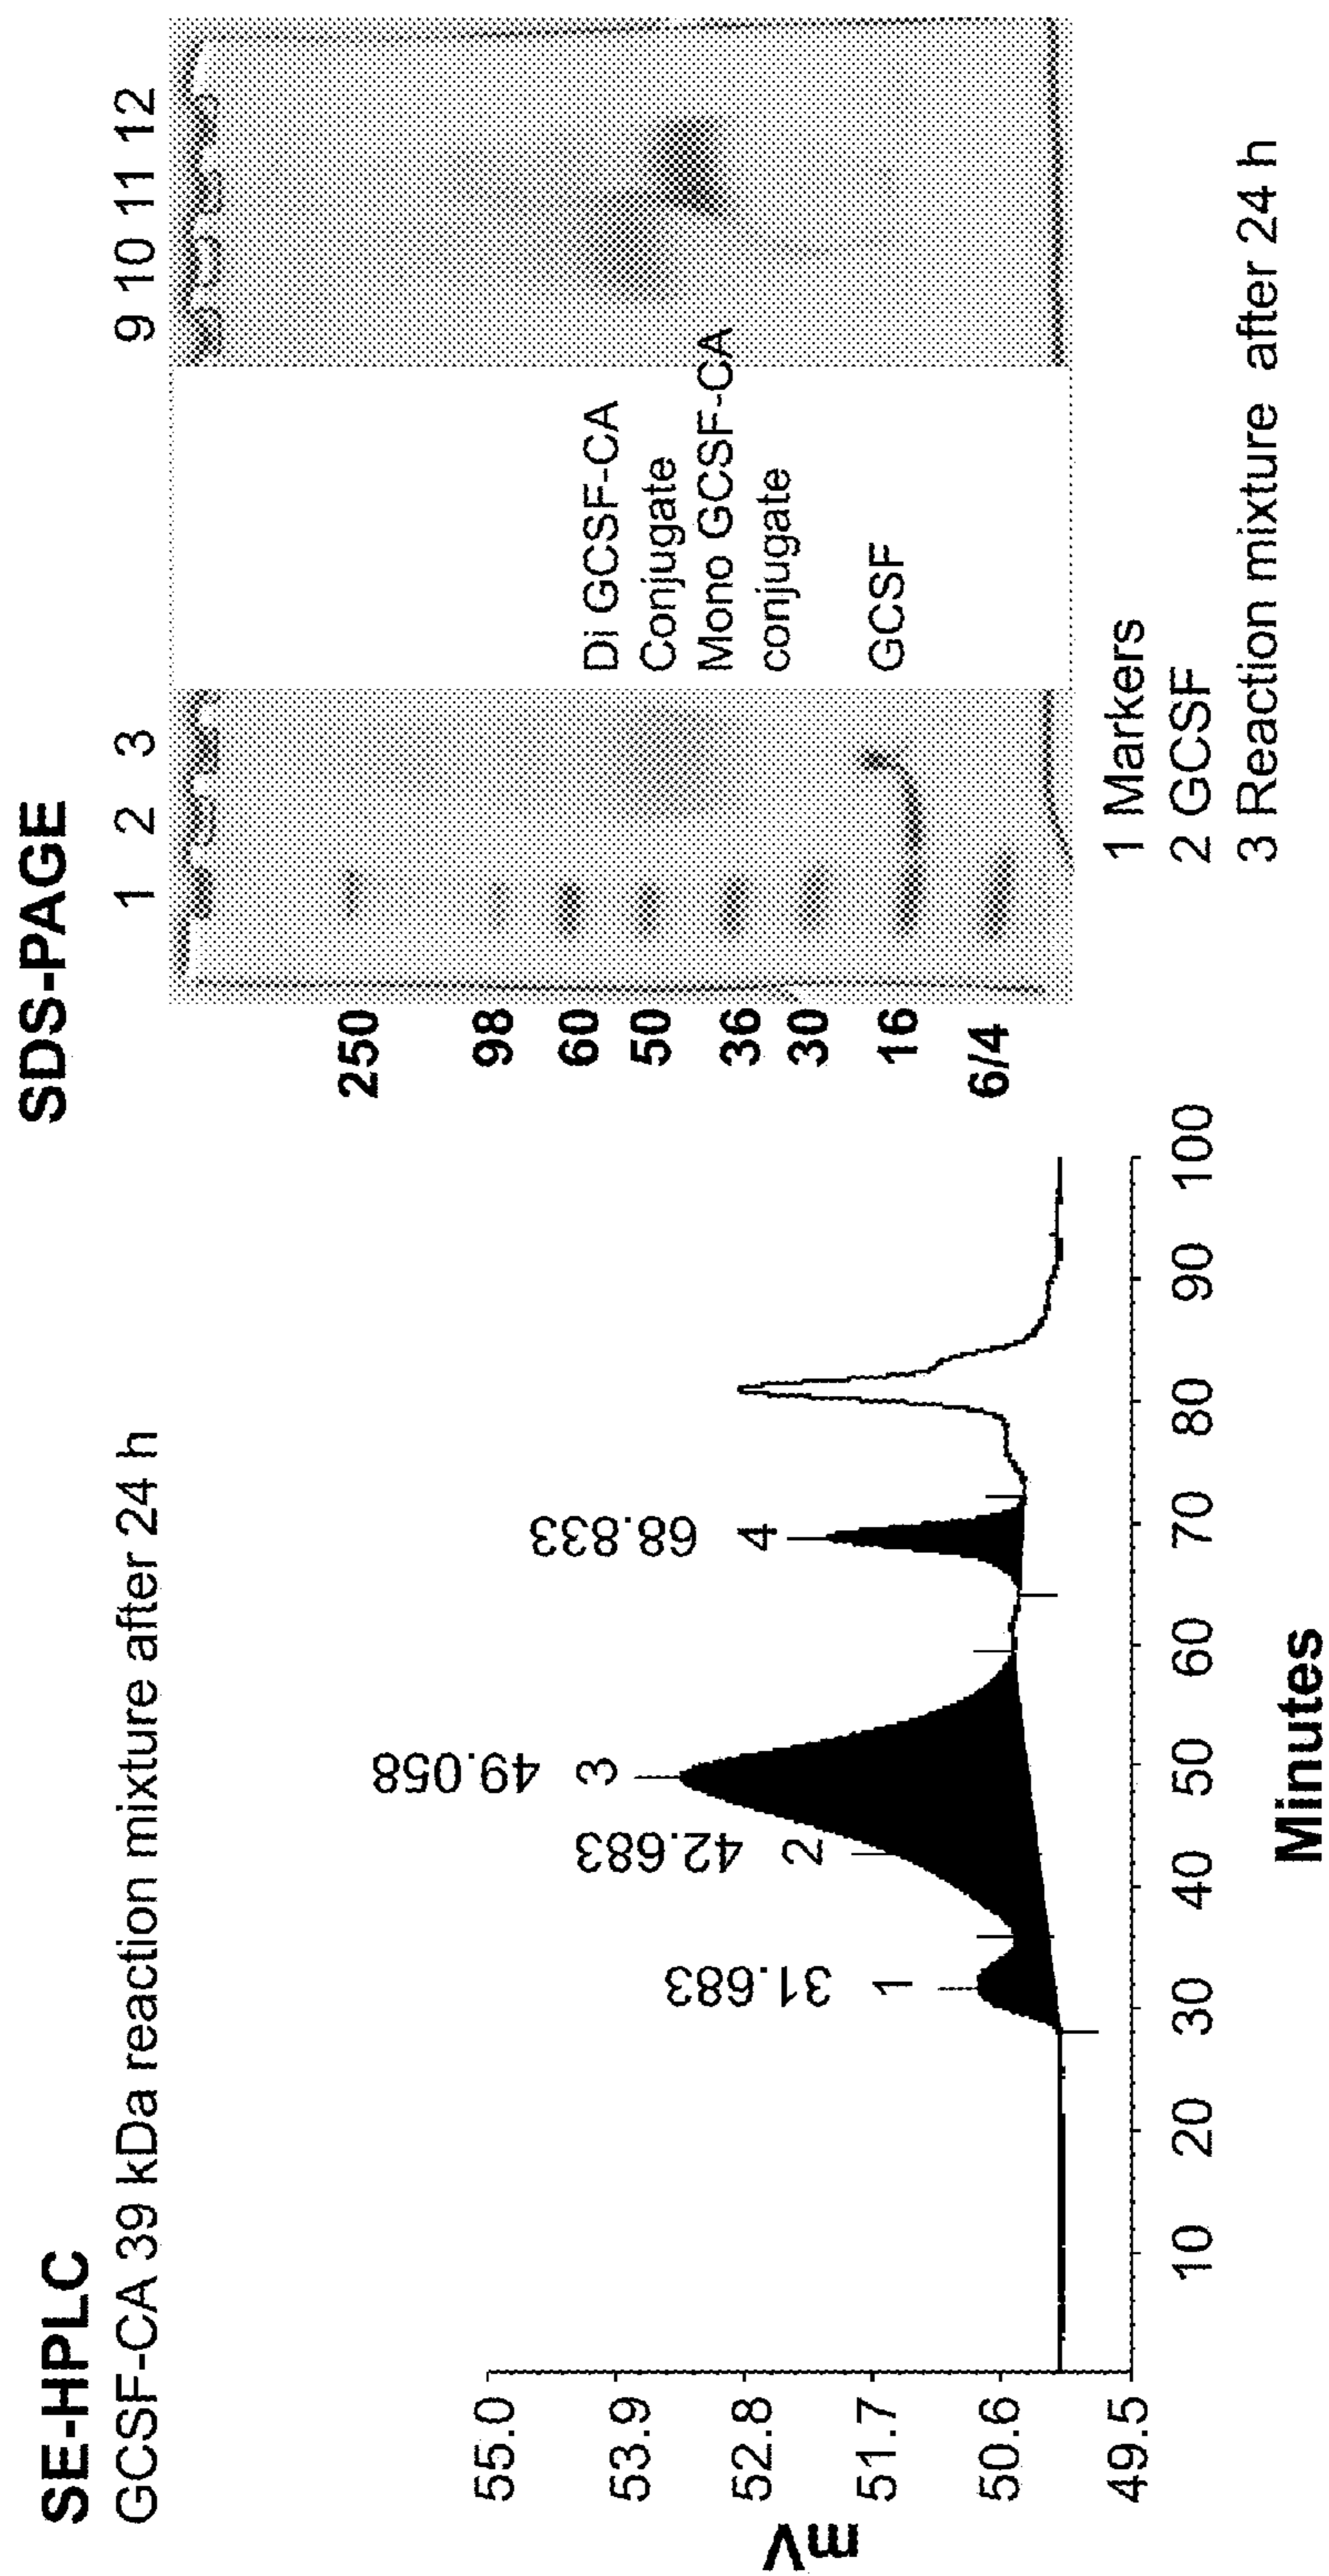 SE-HPLC
GCSF-CA 39 kDa reaction mixture after 24 h
55.0
53.9
52.8
51.7
50.6
49.5
mV
31.683
1
42.683
2
49.058
3
68.833
4
10 20 30 40 50 60 70 80 90 100
Minutes
SDS-PAGE
1 2 3 9 10 11 12
250
98
60
50
36
30
16
6/4
Di GCSF-CA
Conjugate
Mono GCSF-CA
conjugate
GCSF
1 Markers
2 GCSF
3 Reaction mixture after 24 h